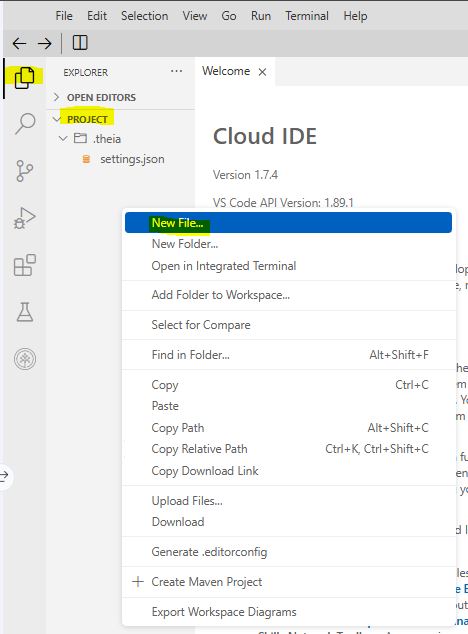 File Edit Selection View Go Run Terminal Help
EXPLORER
Welcome
OPEN EDITORS
PROJECT
.theia
settings.json
Cloud IDE
Version 1.7.4
VS Code API Version: 1.89.1
New File...
New Folder...
Open in Integrated Terminal
Add Folder to Workspace...
Select for Compare
Find in Folder... Alt+Shift+F
Copy Ctrl+C
Paste
Copy Path Alt+Shift+C
Copy Relative Path Ctrl+K, Ctrl+Shift+C
Copy Download Link
Upload Files...
Download
Generate .editorconfig
Create Maven Project
Export Workspace Diagrams